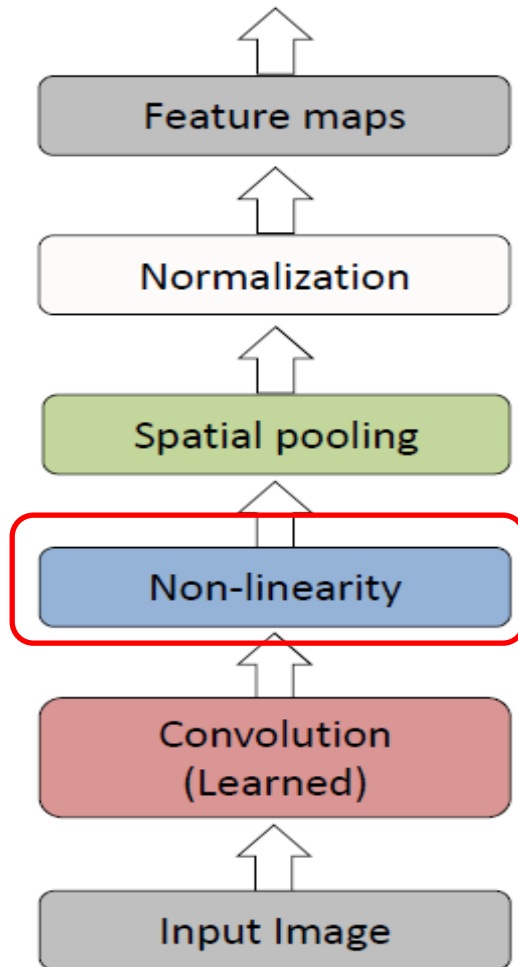 Feature maps
Normalization
Spatial pooling
Non-linearity
Convolution
(Learned)
Input Image